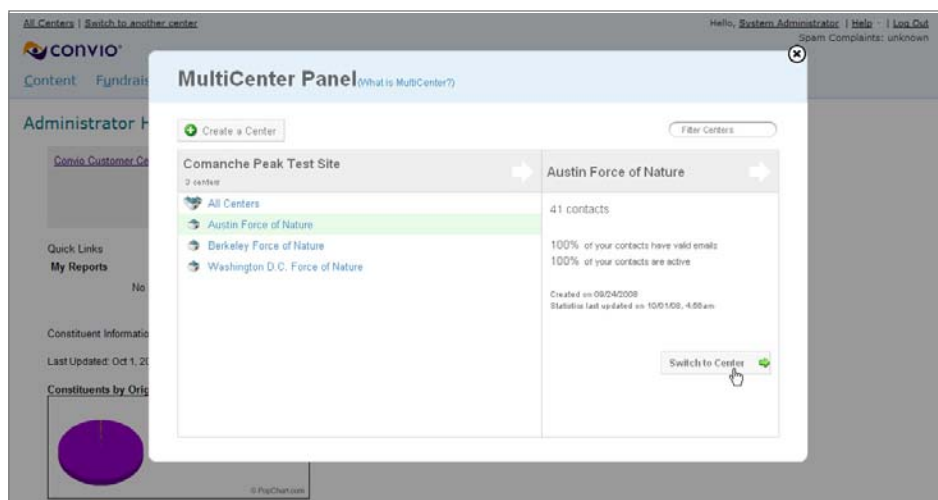 All Centers | Switch to another center
Hello, System Administrator | Help | Log Out
Spam Complaints: unknown
convio
Content Fundrais
MultiCenter Panel (What is MultiCenter?)
Administrator H
Create a Center
Filter Centers
Convio Customer Ce
Comanche Peak Test Site
3 centers
Austin Force of Nature
All Centers
Austin Force of Nature
Berkeley Force of Nature
Washington D.C. Force of Nature
41 contacts
100% of your contacts have valid emails
100% of your contacts are active
Created on 09/24/2008
Statistics last updated on 10/01/08, 4:56am
Quick Links
My Reports
No
Constituent Informatio
Last Updated: Oct 1, 20
Switch to Center
Constituents by Orig
© PopChart.com